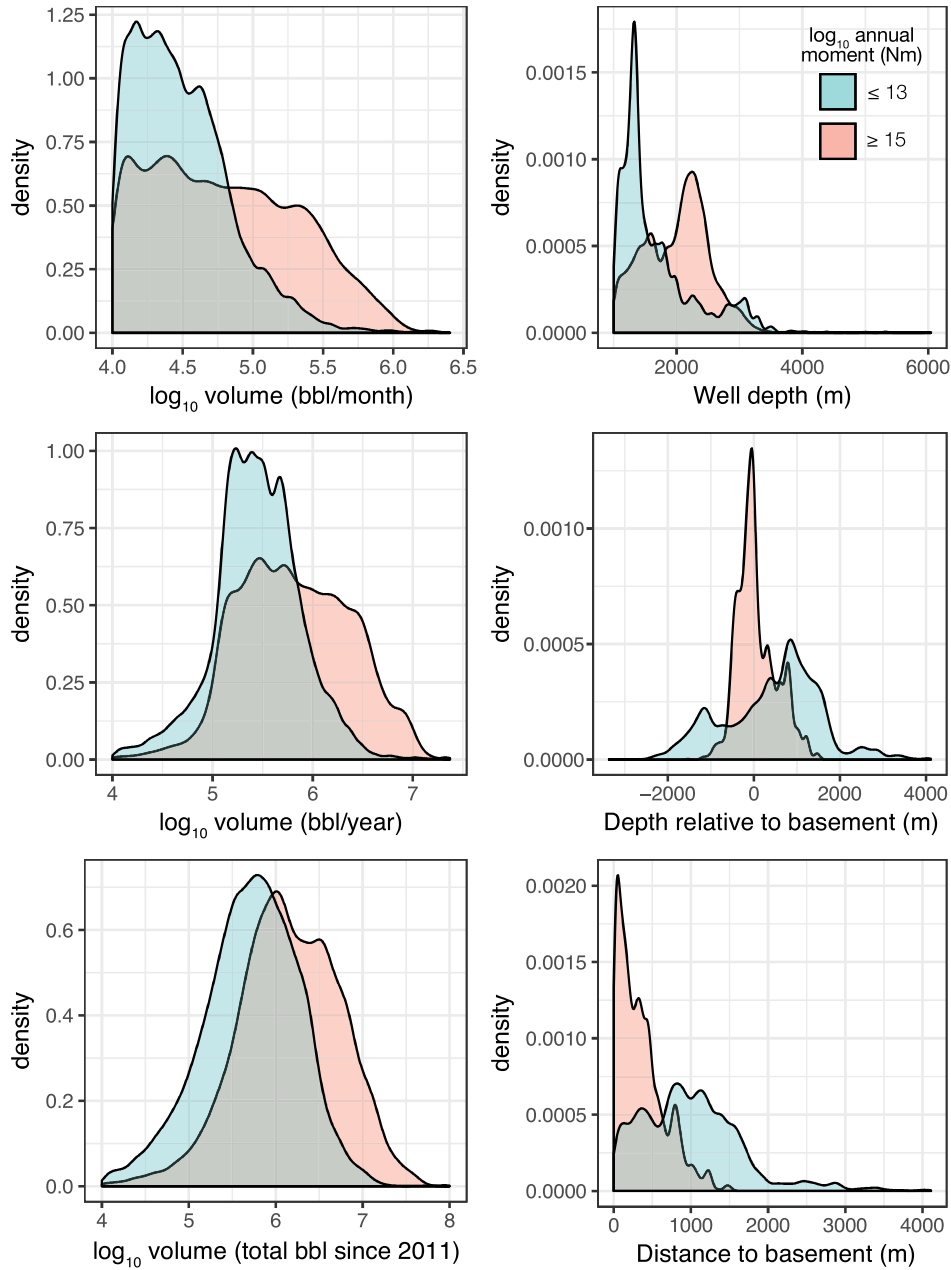 1.25
1.00
0.75
0.50
0.25
0.00
density
4.0 4.5 5.0 5.5 6.0 6.5
log₁₀ volume (bbl/month)
0.0015
0.0010
0.0005
0.0000
density
log₁₀ annual
moment (Nm)
≤ 13
≥ 15
2000 4000 6000
Well depth (m)
1.00
0.75
0.50
0.25
0.00
density
4 5 6 7
log₁₀ volume (bbl/year)
0.0010
0.0005
0.0000
density
−2000 0 2000 4000
Depth relative to basement (m)
0.6
0.4
0.2
0.0
density
4 5 6 7 8
log₁₀ volume (total bbl since 2011)
0.0020
0.0015
0.0010
0.0005
0.0000
density
0 1000 2000 3000 4000
Distance to basement (m)